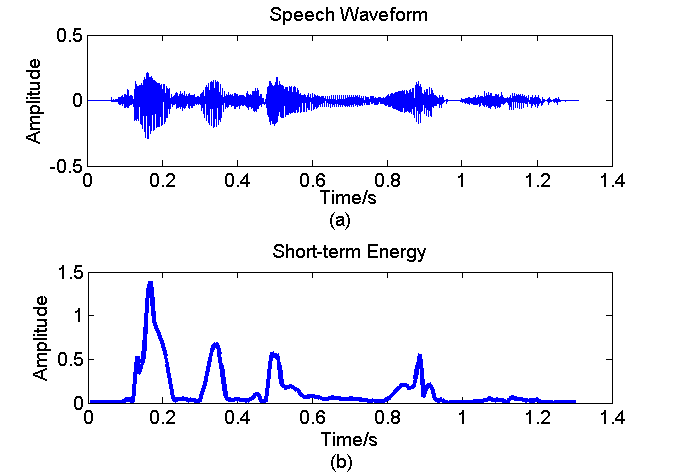 Speech Waveform
0.5
0
-0.5
Amplitude
0 0.2 0.4 0.6 0.8 1 1.2 1.4
Time/s
(a)
Short-term Energy
1.5
1
0.5
0
Amplitude
0 0.2 0.4 0.6 0.8 1 1.2 1.4
Time/s
(b)